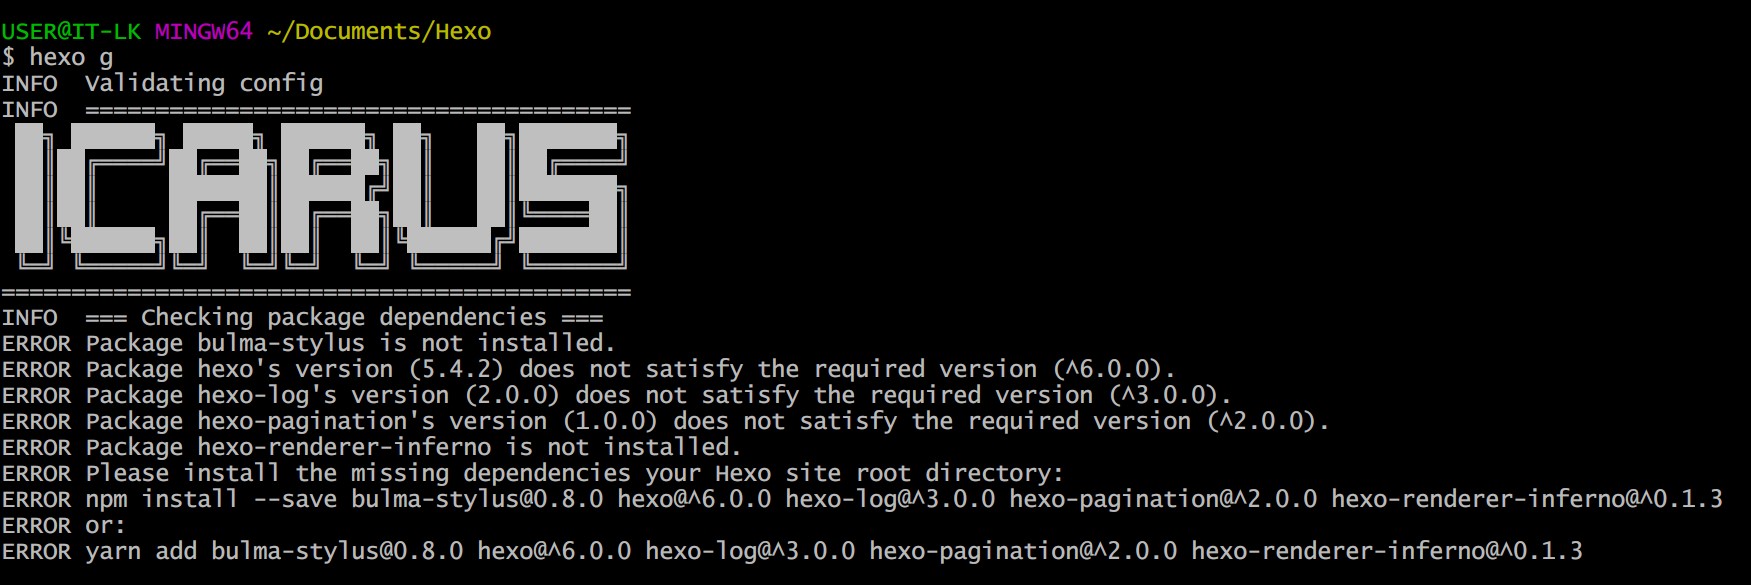 USER@IT-LK MINGW64 ~/Documents/Hexo
$ hexo g
INFO  Validating config
INFO  =======================================
ICARUS
=============================================
INFO  === Checking package dependencies ===
ERROR Package bulma-stylus is not installed.
ERROR Package hexo's version (5.4.2) does not satisfy the required version (^6.0.0).
ERROR Package hexo-log's version (2.0.0) does not satisfy the required version (^3.0.0).
ERROR Package hexo-pagination's version (1.0.0) does not satisfy the required version (^2.0.0).
ERROR Package hexo-renderer-inferno is not installed.
ERROR Please install the missing dependencies your Hexo site root directory:
ERROR npm install --save bulma-stylus@0.8.0 hexo@^6.0.0 hexo-log@^3.0.0 hexo-pagination@^2.0.0 hexo-renderer-inferno@^0.1.3
ERROR or:
ERROR yarn add bulma-stylus@0.8.0 hexo@^6.0.0 hexo-log@^3.0.0 hexo-pagination@^2.0.0 hexo-renderer-inferno@^0.1.3